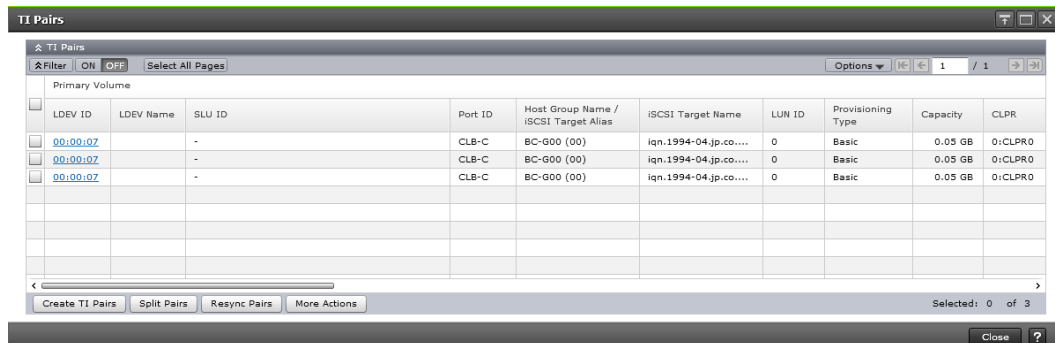 TI Pairs
TI Pairs
Filter ON OFF Select All Pages Options 1 / 1
Primary Volume
LDEV ID LDEV Name SLU ID Port ID Host Group Name / iSCSI Target Alias iSCSI Target Name LUN ID Provisioning Type Capacity CLPR
00:00:07 - CLB-C BC-G00 (00) iqn.1994-04.jp.co.... 0 Basic 0.05 GB 0:CLPR0
00:00:07 - CLB-C BC-G00 (00) iqn.1994-04.jp.co.... 0 Basic 0.05 GB 0:CLPR0
00:00:07 - CLB-C BC-G00 (00) iqn.1994-04.jp.co.... 0 Basic 0.05 GB 0:CLPR0
Create TI Pairs Split Pairs Resync Pairs More Actions Selected: 0 of 3
Close ?